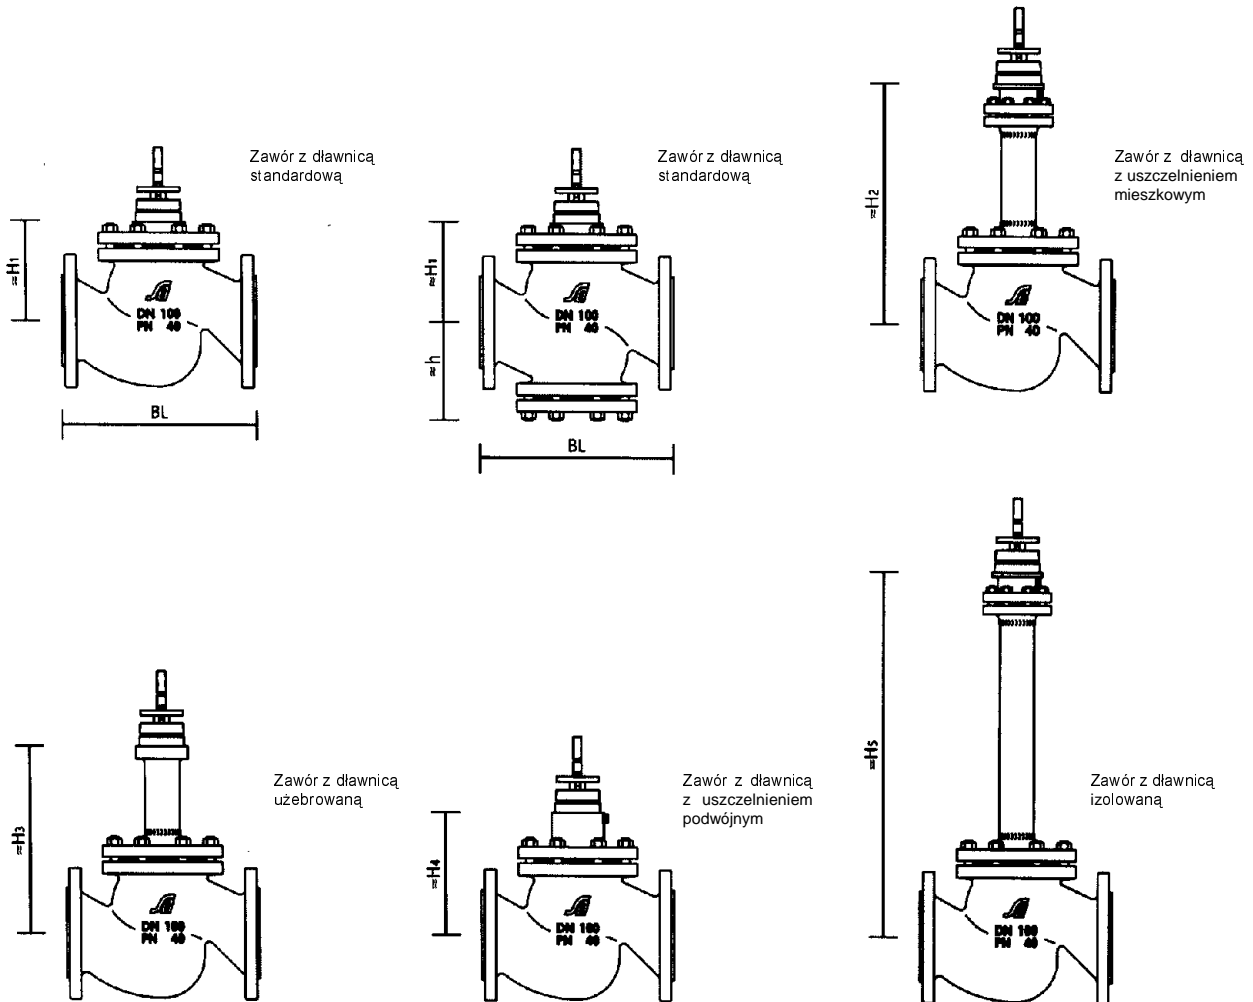 Zawór z dławnicą
standardową
≈H1
DN 100
PN 40
BL
Zawór z dławnicą
standardową
≈H1
≈h
DN 100
PN 40
BL
Zawór z dławnicą
z uszczelnieniem
mieszkowym
≈H2
DN 100
PN 40
Zawór z dławnicą
użebrowaną
≈H3
DN 100
PN 40
Zawór z dławnicą
z uszczelnieniem
podwójnym
≈H4
DN 100
PN 40
Zawór z dławnicą
izolowaną
≈H5
DN 100
PN 40